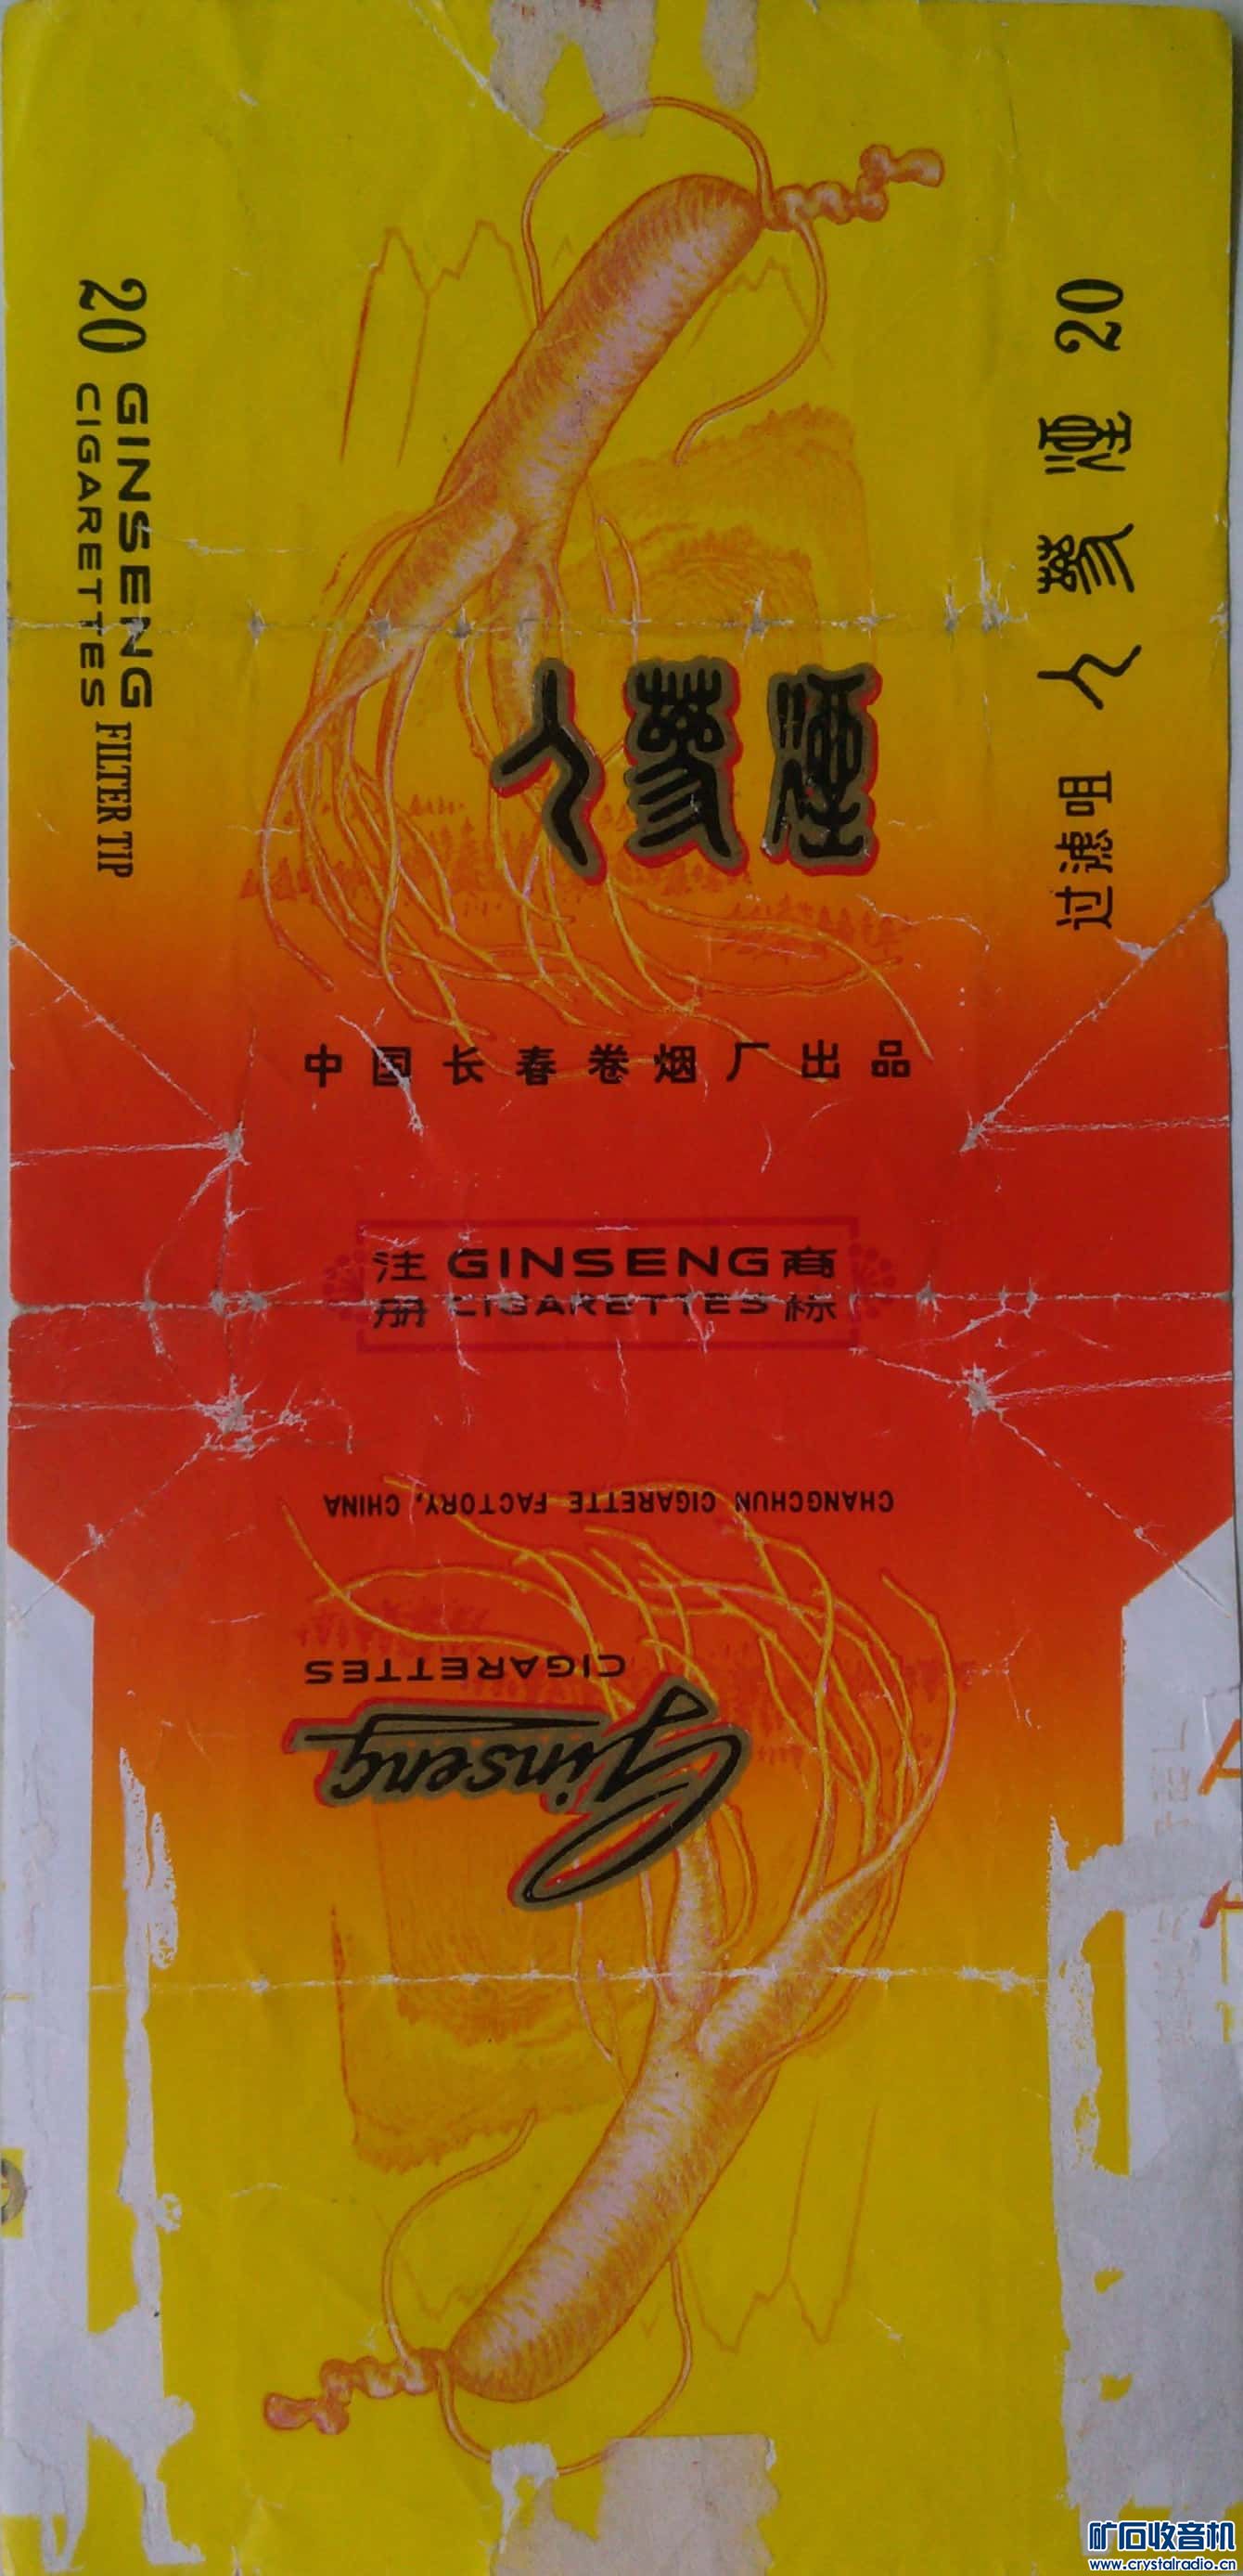 20 GINSENG
CIGARETTES FILTER TIP
人蔘煙
过滤咀 人蔘煙 20
中国长春卷烟厂出品
注 GINSENG 商
册 CIGARETTES 标
CHANGCHUN CIGARETTE FACTORY, CHINA
CIGARETTES
Ginseng
矿石收音机
www.crystalradio.cn